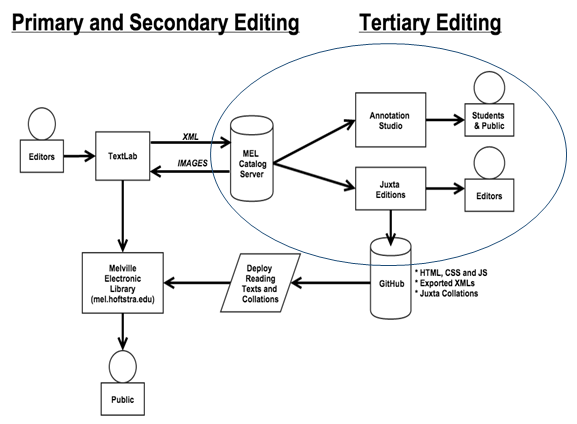 Primary and Secondary Editing
Tertiary Editing
Editors
TextLab
XML
IMAGES
MEL
Catalog
Server
Annotation
Studio
Students
& Public
Juxta
Editions
Editors
Melville
Electronic
Library
(mel.hoftstra.edu)
Deploy
Reading
Texts and
Collations
GitHub
* HTML, CSS and JS
* Exported XMLs
* Juxta Collations
Public